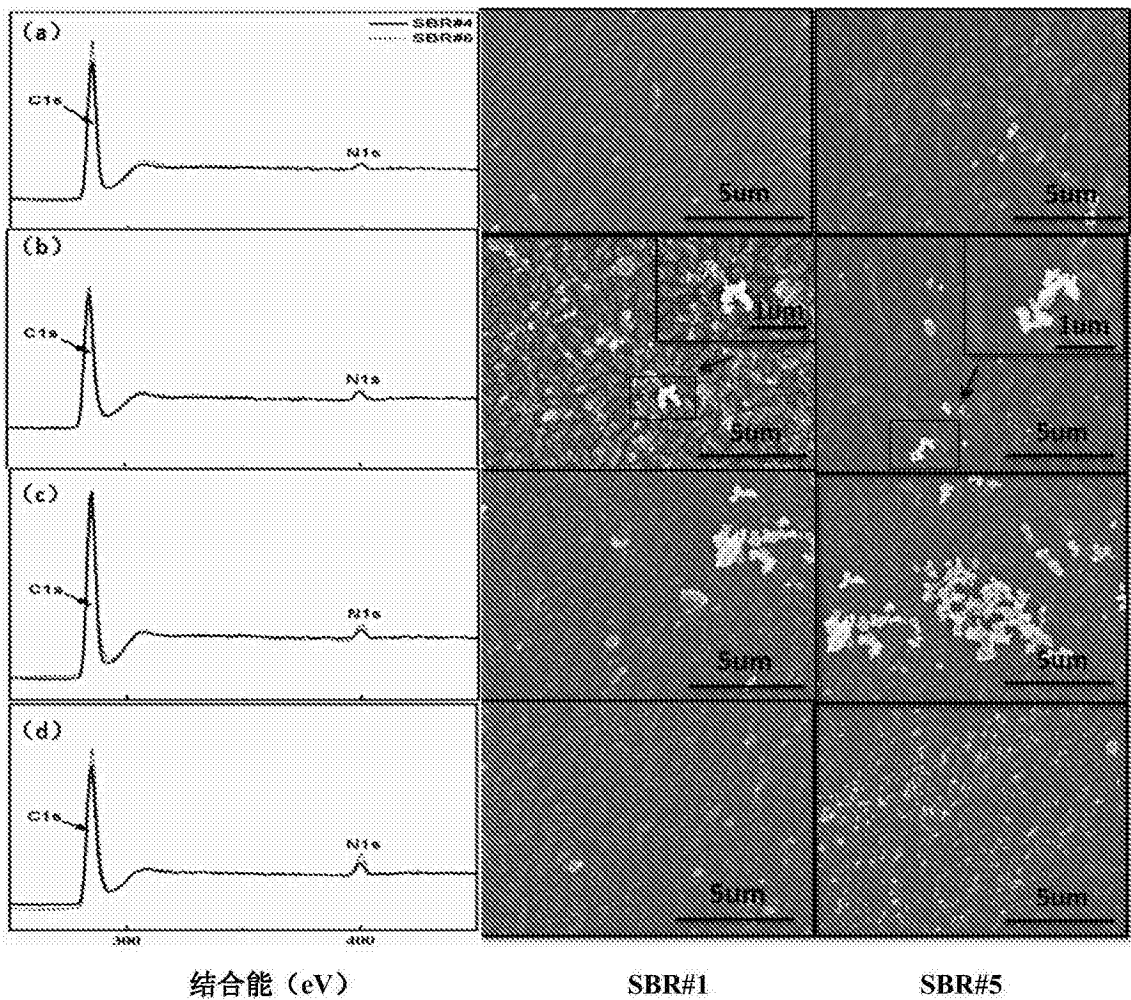 (a)
SBR#4
SBR#6
C1s
N1s
5um
5um
(b)
C1s
N1s
1um
5um
1um
5um
(c)
C1s
N1s
5um
5um
(d)
C1s
N1s
5um
5um
300
400
结合能（eV）
SBR#1
SBR#5